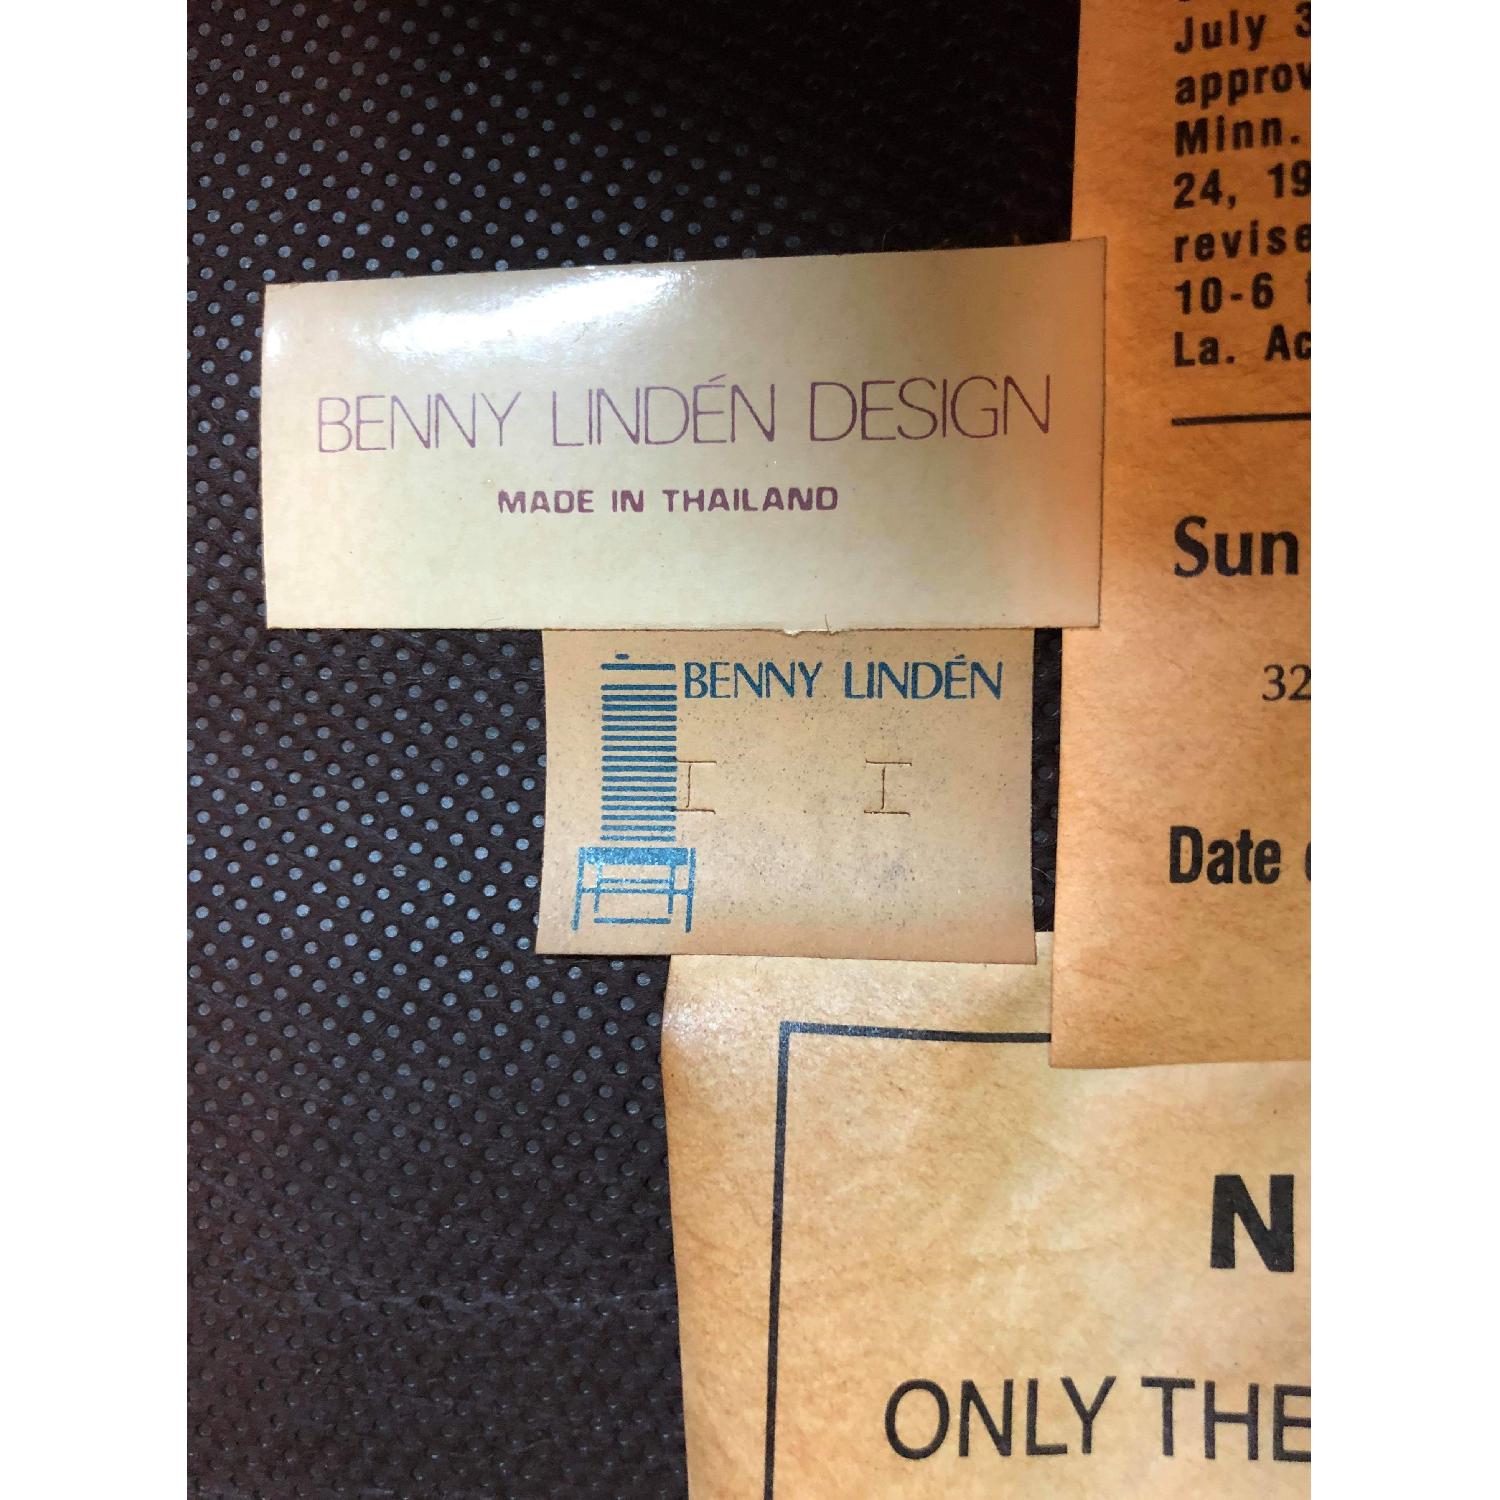 July 3
approv
Minn.
24, 19
revise
10-6
La. Ac
BENNY LINDÉN DESIGN
MADE IN THAILAND
Sun
BENNY LINDÉN
32
Date
N
ONLY THE